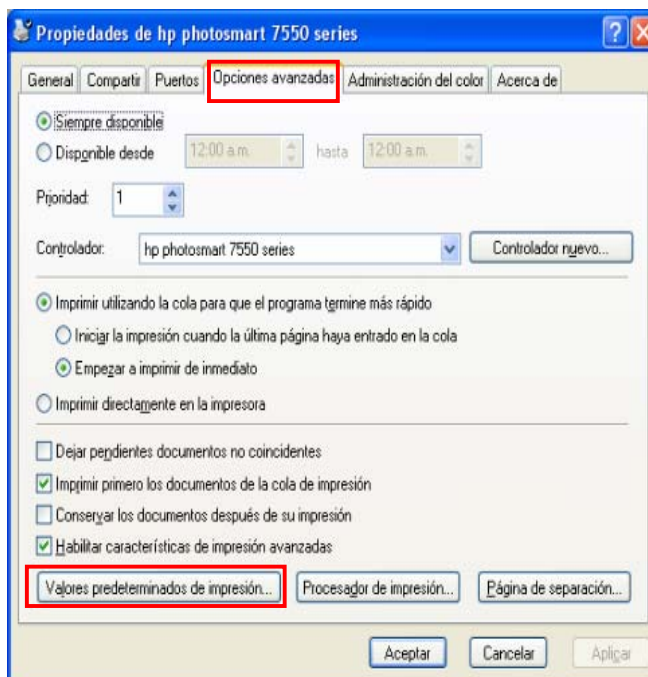 Propiedades de hp photosmart 7550 series
General Compartir Puertos Opciones avanzadas Administración del color Acerca de
Siempre disponible
Disponible desde 12:00 a.m. hasta 12:00 a.m.
Prioridad: 1
Controlador: hp photosmart 7550 series Controlador nuevo...
Imprimir utilizando la cola para que el programa termine más rápido
Iniciar la impresión cuando la última página haya entrado en la cola
Empezar a imprimir de inmediato
Imprimir directamente en la impresora
Dejar pendientes documentos no coincidentes
Imprimir primero los documentos de la cola de impresión
Conservar los documentos después de su impresión
Habilitar características de impresión avanzadas
Valores predeterminados de impresión... Procesador de impresión... Página de separación...
Aceptar Cancelar Aplicar